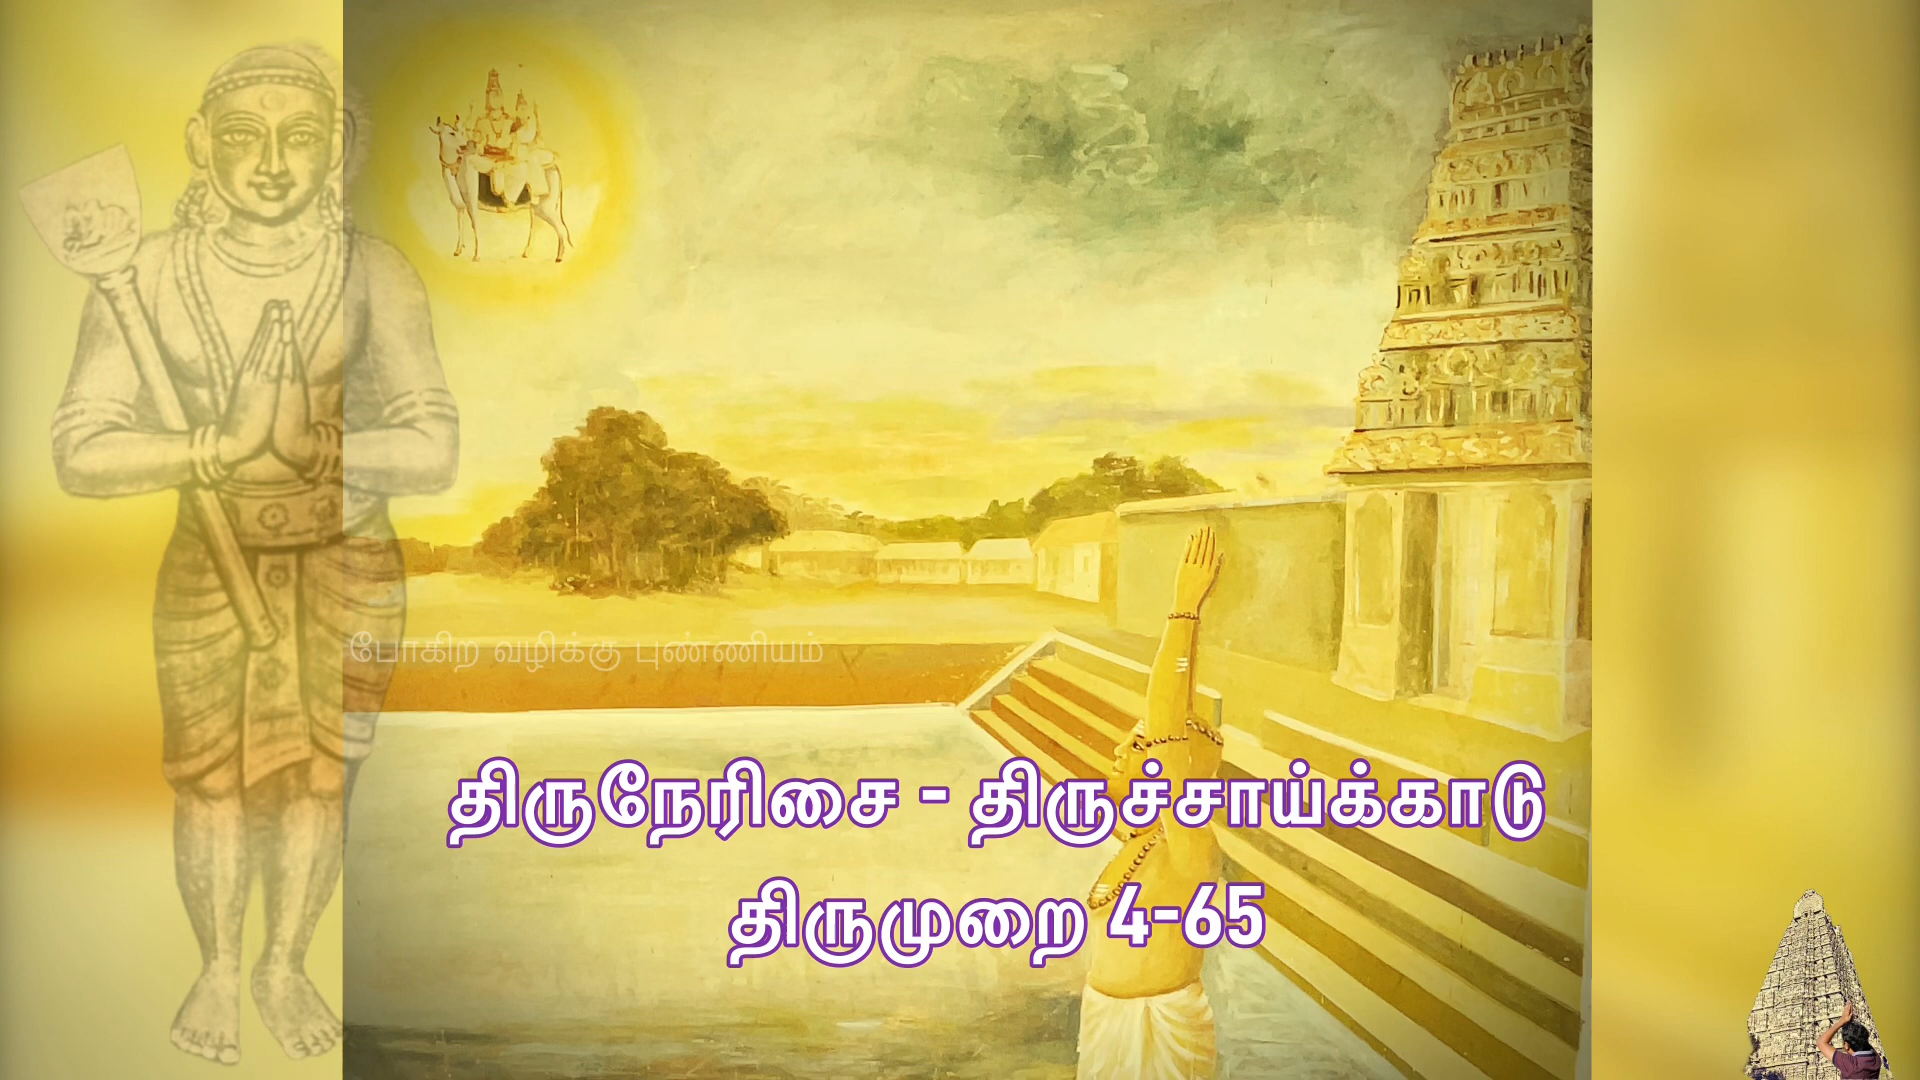 போகிற வழிக்கு புண்ணியம்
திருநேரிசை - திருச்சாய்க்காடு
திருமுறை 4-65